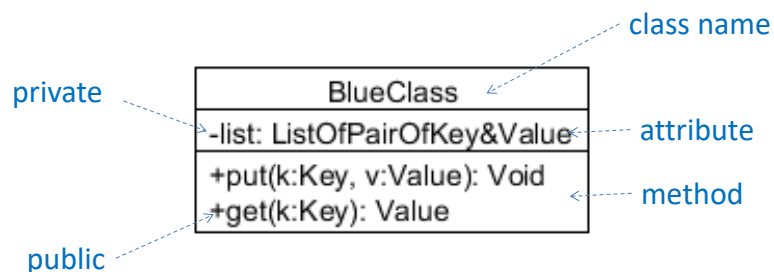 class name
private
BlueClass
-list: ListOfPairOfKey&Value
attribute
+put(k:Key, v:Value): Void
method
+get(k:Key): Value
public